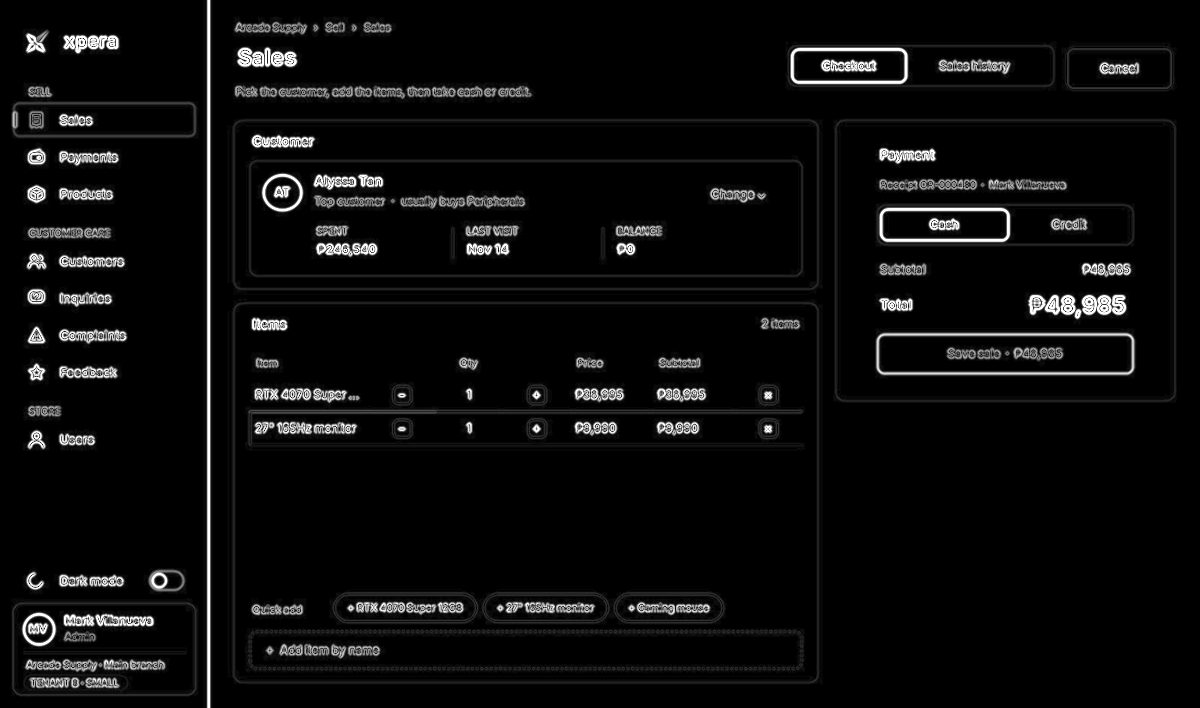 xpera
SELL
Sales
Payments
Products
CUSTOMER CARE
Customers
Inquiries
Complaints
Feedback
STORE
Users
Dark mode
MV
Mark Villanueva
Admin
Arcade Supply · Main branch
TENANT B · SMALL
Arcade Supply › Sell › Sales
Sales
Pick the customer, add the items, then take cash or credit.
Checkout
Sales history
Cancel
Customer
AT
Alyssa Tan
Top customer · usually buys Peripherals
Change
SPENT
LAST VISIT
BALANCE
₱246,540
Nov 14
₱0
Items
2 items
Item Qty Price Subtotal
RTX 4070 Super ... − 1 + ₱38,995 ₱38,995 ×
27" 165Hz monitor − 1 + ₱9,990 ₱9,990 ×
Quick add
+ RTX 4070 Super 12GB
+ 27" 165Hz monitor
+ Gaming mouse
+ Add item by name
Payment
Receipt · Mark Villanueva
Cash
Credit
Subtotal ₱48,985
Total ₱48,985
Save sale · ₱48,985